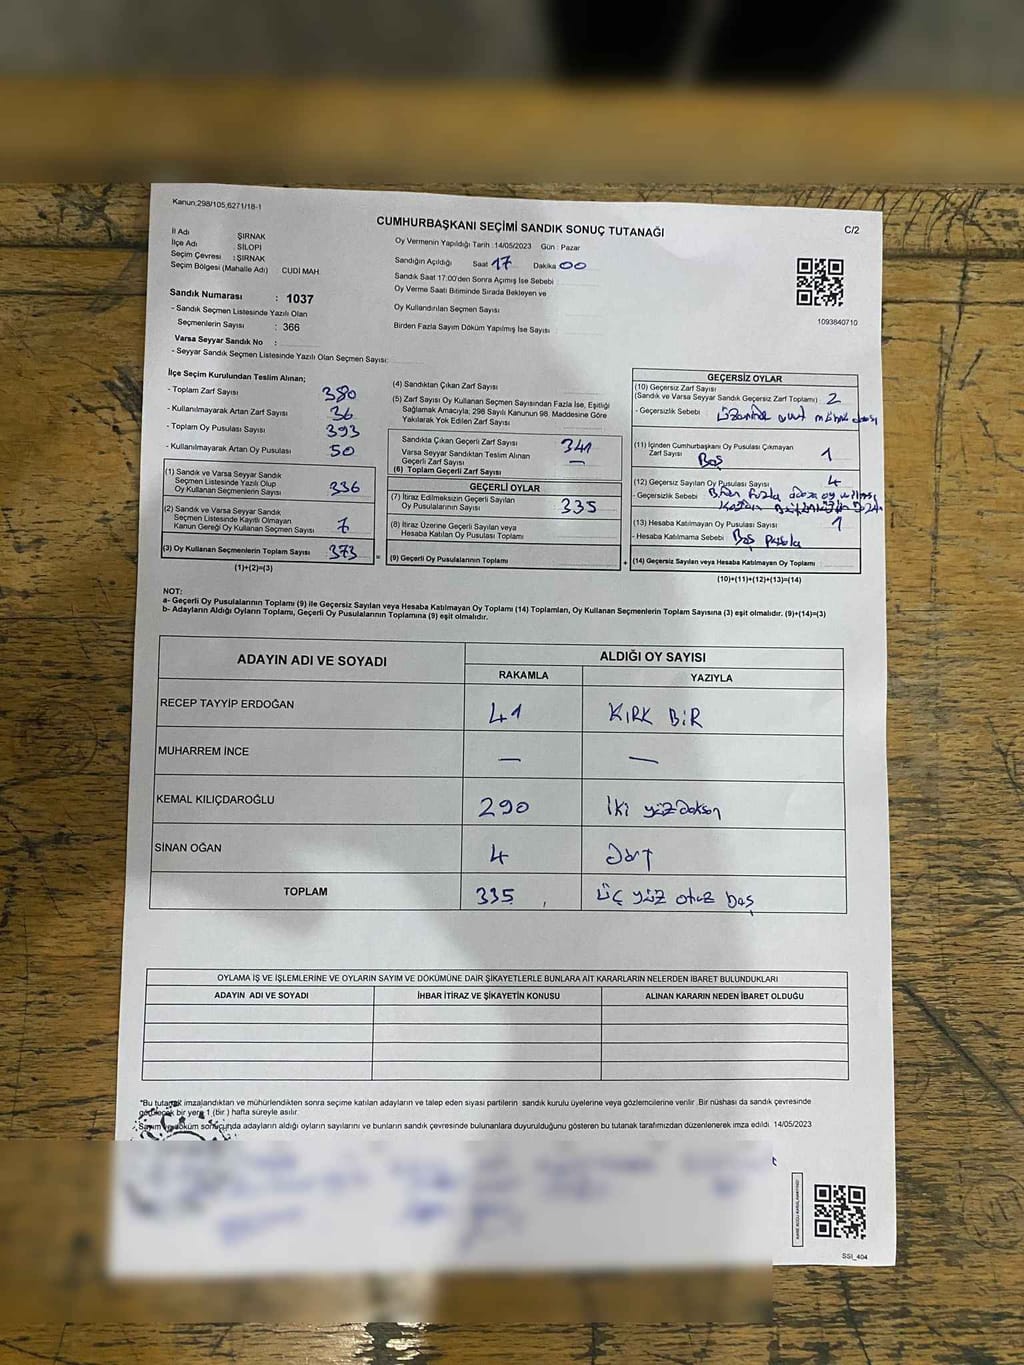 Kanun:298/105,6271/18-1
CUMHURBAŞKANI SEÇİMİ SANDIK SONUÇ TUTANAĞI
C/2
İl Adı : ŞIRNAK
İlçe Adı : SİLOPİ
Seçim Çevresi : ŞIRNAK
Seçim Bölgesi (Mahalle Adı) CUDİ MAH.
Oy Vermenin Yapıldığı Tarih :14/05/2023 Gün : Pazar
Sandığın Açıldığı Saat 17 Dakika 00
Sandık Saat 17:00'den Sonra Açımış İse Sebebi
Oy Verme Saati Bitiminde Sırada Bekleyen ve
Oy Kullandırılan Seçmen Sayısı
Birden Fazla Sayım Döküm Yapılmış İse Sayısı
1093840710
Sandık Numarası : 1037
- Sandık Seçmen Listesinde Yazılı Olan
Seçmenlerin Sayısı : 366
Varsa Seyyar Sandık No :
- Seyyar Sandık Seçmen Listesinde Yazılı Olan Seçmen Sayısı:
İlçe Seçim Kurulundan Teslim Alınan;
- Toplam Zarf Sayısı 380
- Kullanılmayarak Artan Zarf Sayısı 36
- Toplam Oy Pusulası Sayısı 393
- Kullanılmayarak Artan Oy Pusulası 50
(1) Sandık ve Varsa Seyyar Sandık
Seçmen Listesinde Yazılı Olup
Oy Kullanan Seçmenlerin Sayısı 336
(2) Sandık ve Varsa Seyyar Sandık
Seçmen Listesinde Kayıtlı Olmayan
Kanun Gereği Oy Kullanan Seçmen Sayısı 7
(3) Oy Kullanan Seçmenlerin Toplam Sayısı 373
(1)+(2)=(3)
(4) Sandıktan Çıkan Zarf Sayısı
(5) Zarf Sayısı Oy Kullanan Seçmen Sayısından Fazla İse, Eşitliği
Sağlamak Amacıyla, 298 Sayılı Kanunun 98. Maddesine Göre
Yakılarak Yok Edilen Zarf Sayısı
Sandıkta Çıkan Geçerli Zarf Sayısı 341
Varsa Seyyar Sandıktan Teslim Alınan
Geçerli Zarf Sayısı —
(6) Toplam Geçerli Zarf Sayısı
GEÇERLİ OYLAR
(7) İtiraz Edilmeksizin Geçerli Sayılan
Oy Pusulalarının Sayısı 335
(8) İtiraz Üzerine Geçerli Sayılan veya
Hesaba Katılan Oy Pusulası Toplamı
= (9) Geçerli Oy Pusulalarının Toplamı
GEÇERSİZ OYLAR
(10) Geçersiz Zarf Sayısı
(Sandık ve Varsa Seyyar Sandık Geçersiz Zarf Toplamı) 2
- Geçersizlik Sebebi : Üzerinde
(11) İçinden Cumhurbaşkanı Oy Pusulası Çıkmayan
Zarf Sayısı Boş 1
(12) Geçersiz Sayılan Oy Pusulası Sayısı 4
- Geçersizlik Sebebi : fazla
(13) Hesaba Katılmayan Oy Pusulası Sayısı 1
- Hesaba Katılmama Sebebi : Boş Pusula
+ (14) Geçersiz Sayılan veya Hesaba Katılmayan Oy Toplamı
(10)+(11)+(12)+(13)=(14)
NOT:
a- Geçerli Oy Pusulalarının Toplamı (9) ile Geçersiz Sayılan veya Hesaba Katılmayan Oy Toplamı (14) Toplamları, Oy Kullanan Seçmenlerin Toplam Sayısına (3) eşit olmalıdır. (9)+(14)=(3)
b- Adayların Aldığı Oyların Toplamı, Geçerli Oy Pusulalarının Toplamına (9) eşit olmalıdır.
ADAYIN ADI VE SOYADI ALDIĞI OY SAYISI
RAKAMLA YAZIYLA
RECEP TAYYİP ERDOĞAN 41 KIRK BİR
MUHARREM İNCE — —
KEMAL KILIÇDAROĞLU 290 İki yüz doksan
SİNAN OĞAN 4 Dört
TOPLAM 335 üç yüz otuz beş
OYLAMA İŞ VE İŞLEMLERİNE VE OYLARIN SAYIM VE DÖKÜMÜNE DAİR ŞİKAYETLERLE BUNLARA AİT KARARLARIN NELERDEN İBARET BULUNDUKLARI
ADAYIN ADI VE SOYADI İHBAR İTİRAZ VE ŞİKAYETİN KONUSU ALINAN KARARIN NEDEN İBARET OLDUĞU
"Bu tutanak imzalandıktan ve mühürlendikten sonra seçime katılan adayların ve talep eden siyasi partilerin sandık kurulu üyelerine veya gözlemcilerine verilir. Bir nüshası da sandık çevresinde
görülecek bir yere 1 (bir ) hafta süreyle asılır.
Sayım ve döküm sonucunda adayların aldığı oyların sayılarını ve bunların sandık çevresinde bulunanlara duyurulduğunu gösteren bu tutanak tarafımızdan düzenlenerek imza edildi. 14/05/2023
SSI_404